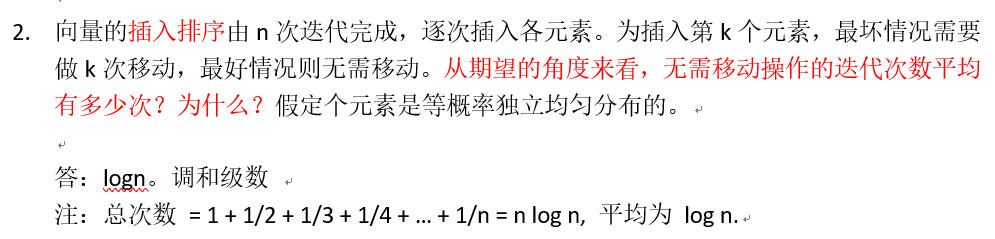 2. 向量的插入排序由 n 次迭代完成，逐次插入各元素。为插入第 k 个元素，最坏情况需要
做 k 次移动，最好情况则无需移动。从期望的角度来看，无需移动操作的迭代次数平均
有多少次？为什么？假定个元素是等概率独立均匀分布的。
答：logn。调和级数
注：总次数 = 1 + 1/2 + 1/3 + 1/4 + … + 1/n = n log n, 平均为 log n.